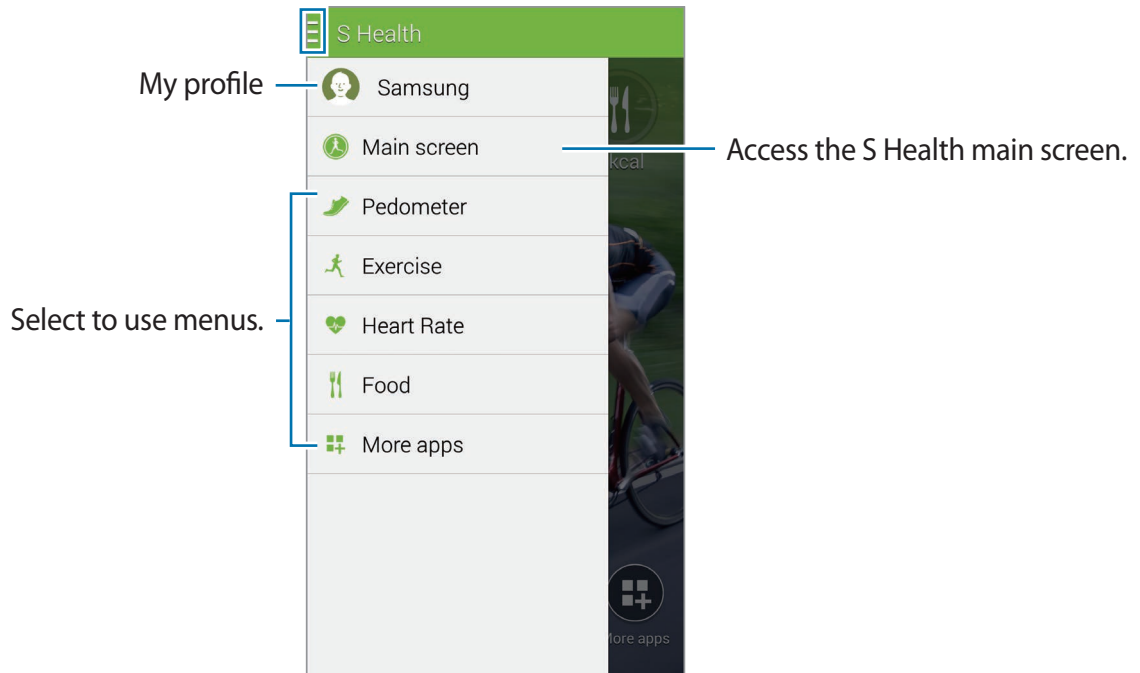 S Health
My profile
Samsung
Main screen
Access the S Health main screen.
kcal
Pedometer
Exercise
Select to use menus.
Heart Rate
Food
More apps
More apps